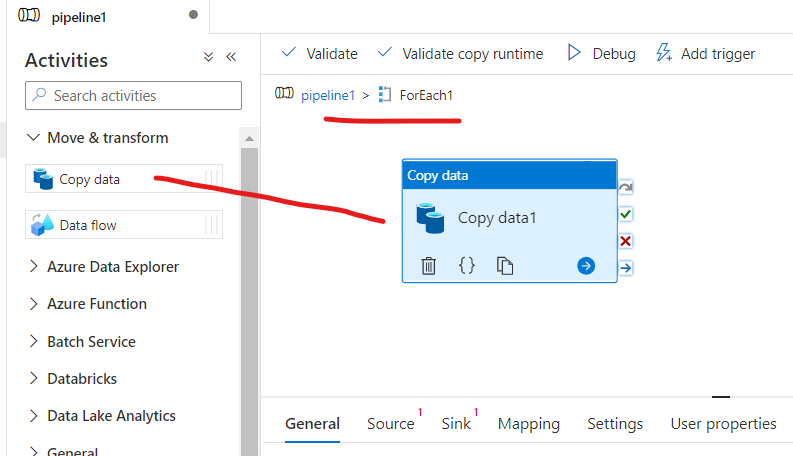 pipeline1
Activities
Search activities
Move & transform
Copy data
Data flow
Azure Data Explorer
Azure Function
Batch Service
Databricks
Data Lake Analytics
General
Validate
Validate copy runtime
Debug
Add trigger
pipeline1 > ForEach1
Copy data
Copy data1
{}
General
Source 1
Sink 1
Mapping
Settings
User properties